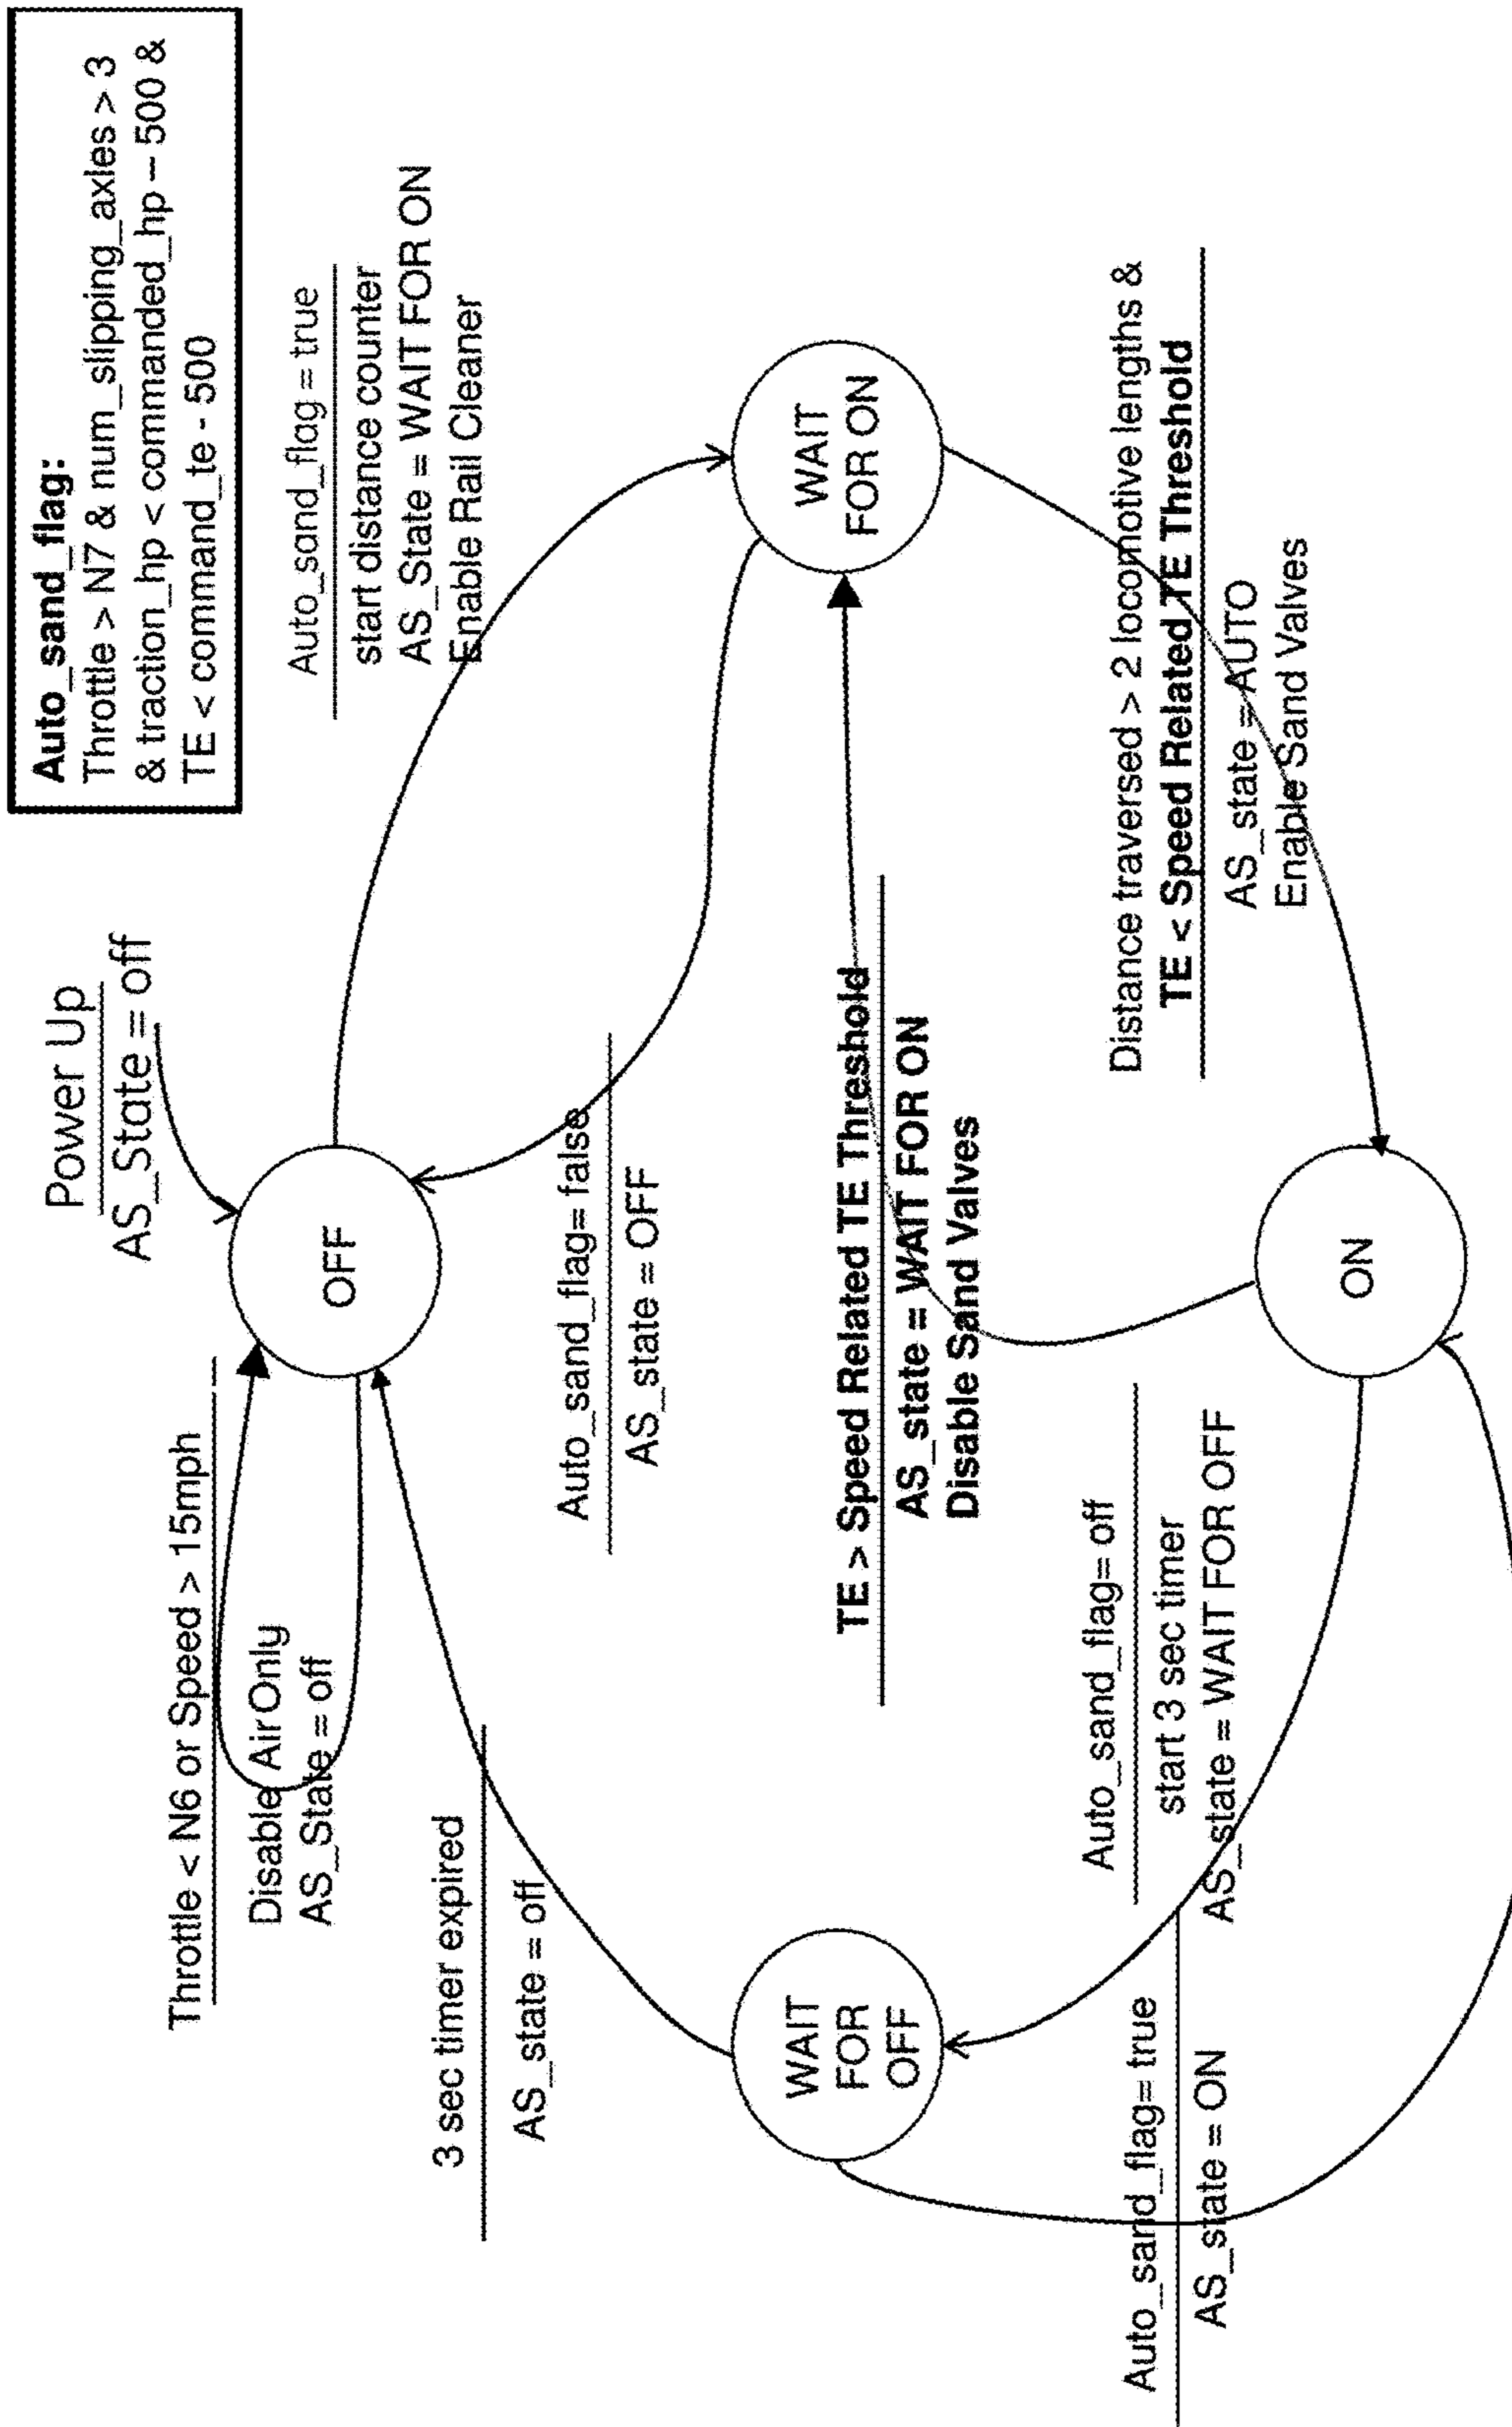 Auto_sand_flag:
Throttle > N7 & num_slipping_axles > 3
& traction_hp < commanded_hp – 500 &
TE < command_te - 500
Power Up
AS_State = off
Throttle < N6 or Speed > 15mph
Disable Air Only
AS_State = off
OFF
Auto_sand_flag = true
start distance counter
AS_State = WAIT FOR ON
Enable Rail Cleaner
3 sec timer expired
AS_state = off
Auto_sand_flag= false
AS_state = OFF
WAIT
FOR
OFF
WAIT
FOR ON
TE > Speed Related TE Threshold
AS_state = WAIT FOR ON
Disable Sand Valves
Auto_sand_flag= off
start 3 sec timer
AS_state = WAIT FOR OFF
Distance traversed > 2 locomotive lengths &
TE < Speed Related TE Threshold
AS_state = AUTO
Enable Sand Valves
Auto_sand_flag= true
AS_state = ON
ON